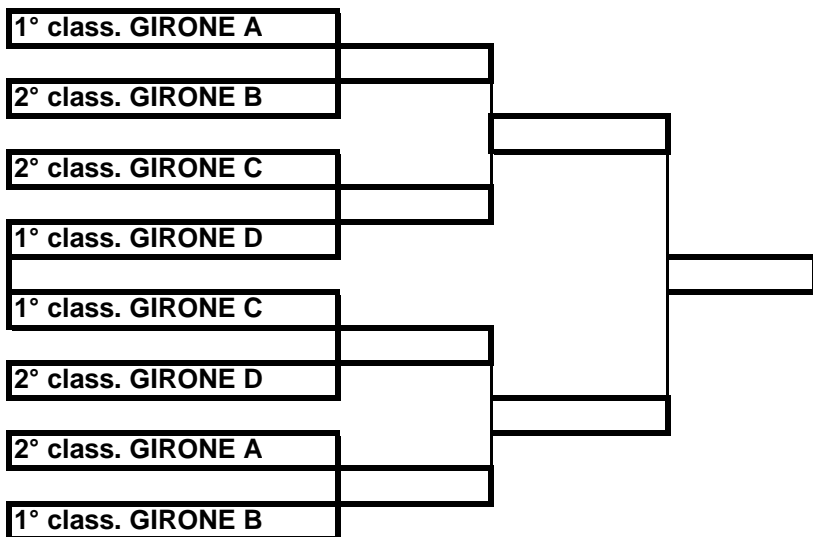 1° class. GIRONE A
2° class. GIRONE B
2° class. GIRONE C
1° class. GIRONE D
1° class. GIRONE C
2° class. GIRONE D
2° class. GIRONE A
1° class. GIRONE B